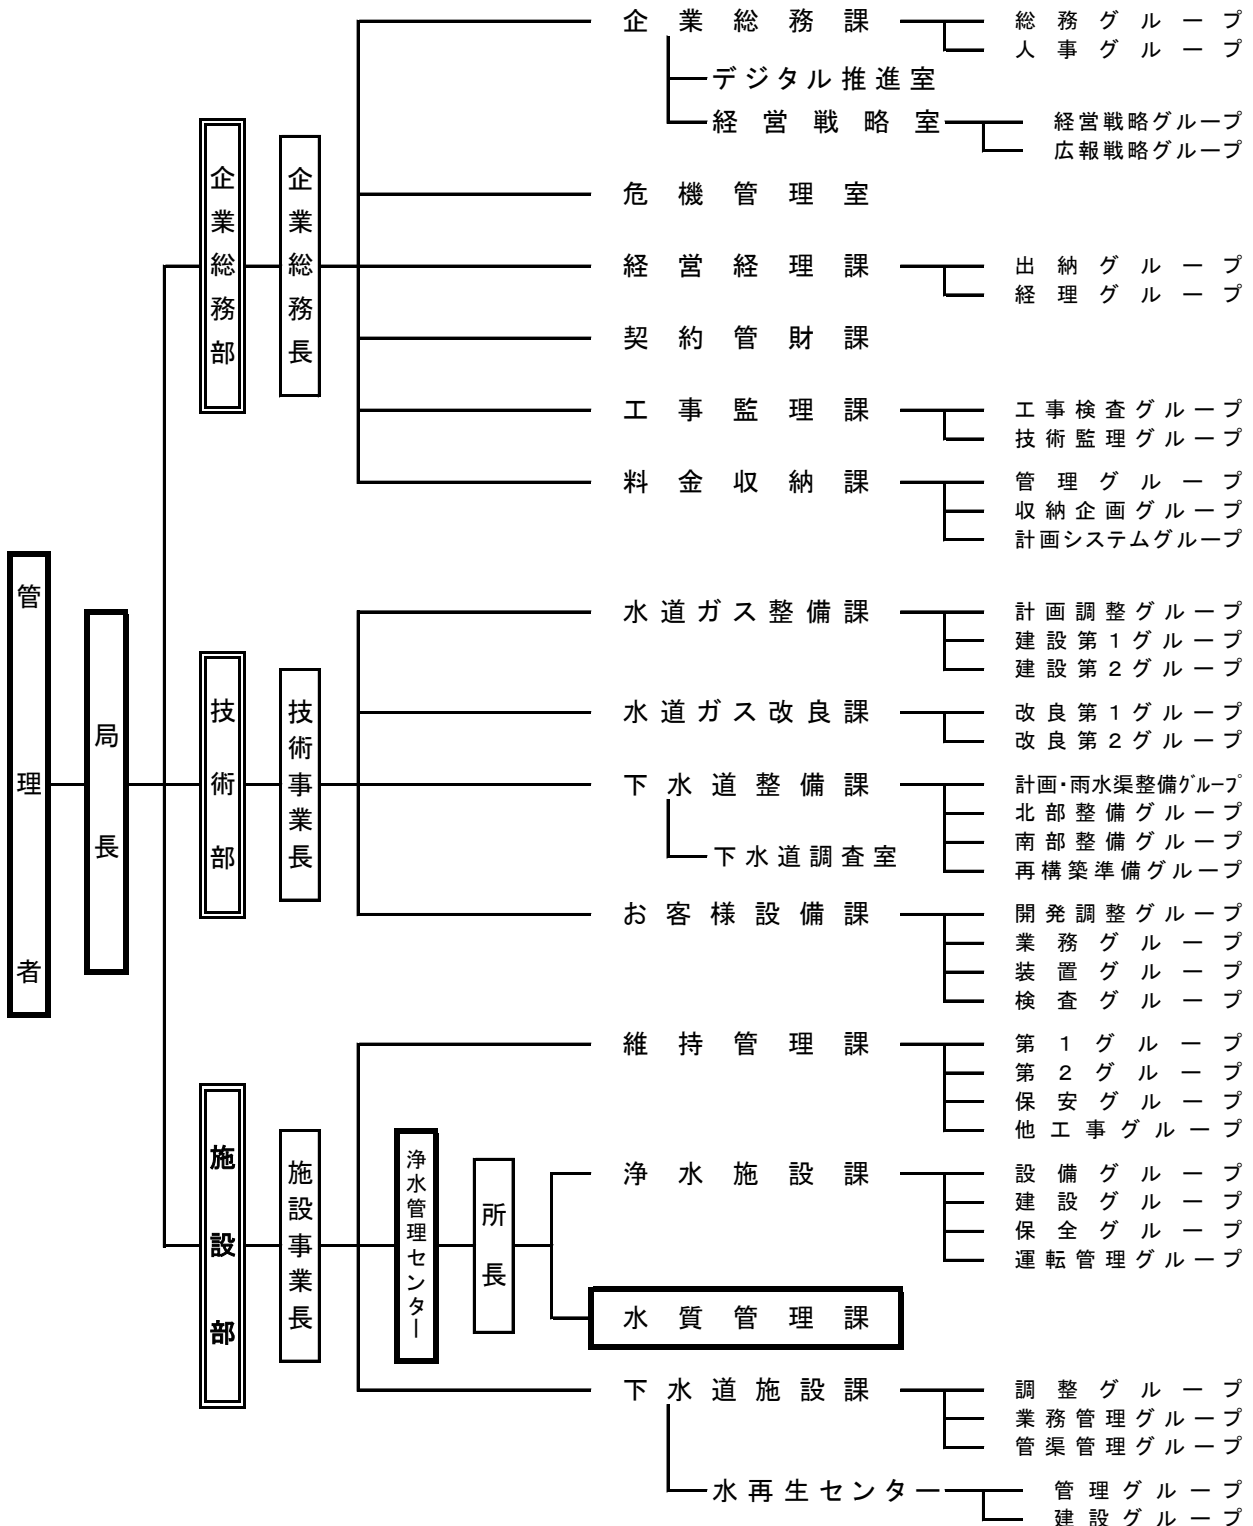 管理者
局長
企業総務部
企業総務長
企業総務課
総務グループ
人事グループ
デジタル推進室
経営戦略室
経営戦略グループ
広報戦略グループ
危機管理室
経営経理課
出納グループ
経理グループ
契約管財課
工事監理課
工事検査グループ
技術監理グループ
料金収納課
管理グループ
収納企画グループ
計画システムグループ
技術部
技術事業長
水道ガス整備課
計画調整グループ
建設第1グループ
建設第2グループ
水道ガス改良課
改良第1グループ
改良第2グループ
下水道整備課
計画・雨水渠整備グループ
北部整備グループ
南部整備グループ
再構築準備グループ
下水道調査室
お客様設備課
開発調整グループ
業務グループ
装置グループ
検査グループ
施設部
施設事業長
維持管理課
第1グループ
第2グループ
保安グループ
他工事グループ
浄水管理センター
所長
浄水施設課
設備グループ
建設グループ
保全グループ
運転管理グループ
水質管理課
下水道施設課
調整グループ
業務管理グループ
管渠管理グループ
水再生センター
管理グループ
建設グループ